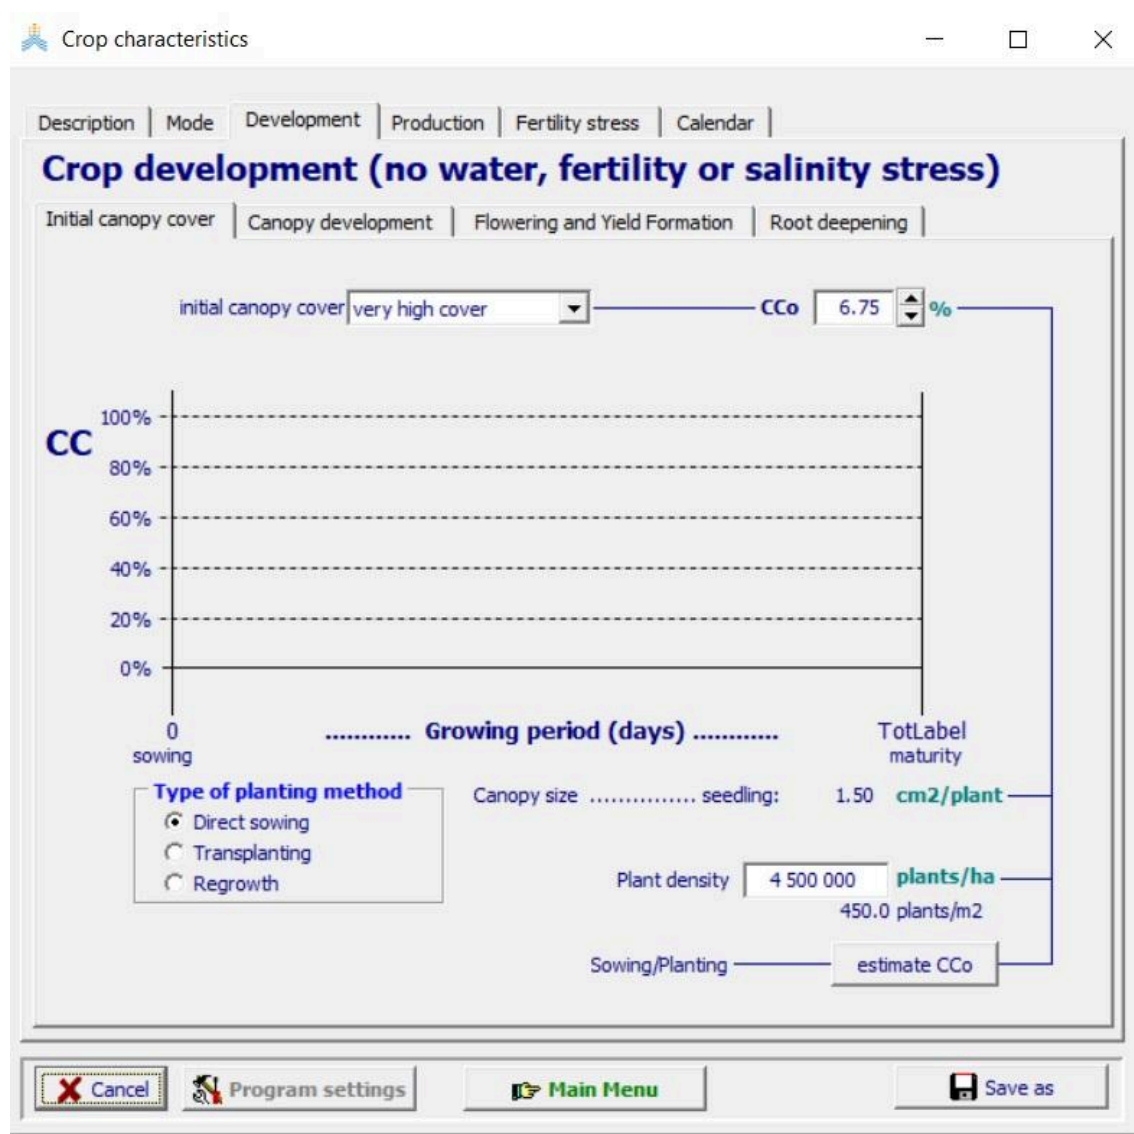 Crop characteristics
Description Mode Development Production Fertility stress Calendar
Crop development (no water, fertility or salinity stress)
Initial canopy cover Canopy development Flowering and Yield Formation Root deepening
initial canopy cover very high cover CCo 6.75 %
100%
CC
80%
60%
40%
20%
0%
0 ............ Growing period (days) ............ TotLabel
sowing maturity
Type of planting method Canopy size ............... seedling: 1.50 cm2/plant
Direct sowing
Transplanting
Regrowth Plant density 4 500 000 plants/ha
450.0 plants/m2
Sowing/Planting estimate CCo
Cancel Program settings Main Menu Save as